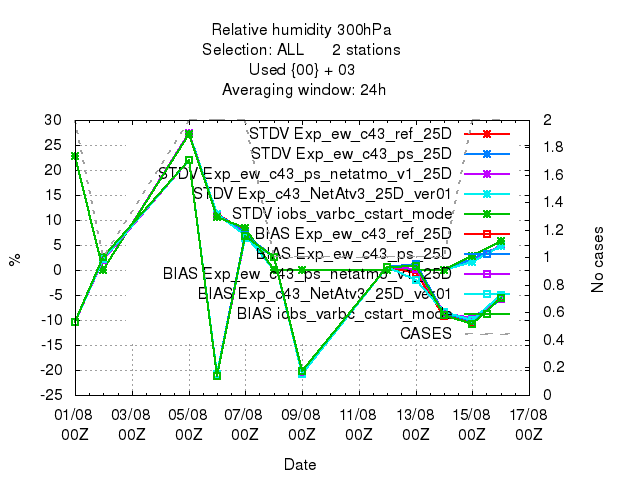 Relative humidity 300hPa
Selection: ALL 2 stations
Used {00} + 03
Averaging window: 24h
30
25
20
15
10
5
0
-5
-10
-15
-20
-25
%
STDV Exp_ew_c43_ref_25D
STDV Exp_ew_c43_ps_25D
STDV Exp_ew_c43_ps_netatmo_v1_25D
STDV Exp_c43_NetAtv3_25D_ver01
STDV iobs_varbc_cstart_mode
BIAS Exp_ew_c43_ref_25D
BIAS Exp_ew_c43_ps_25D
BIAS Exp_ew_c43_ps_netatmo_v1_25D
BIAS Exp_c43_NetAtv3_25D_ver01
BIAS iobs_varbc_cstart_mode
CASES
2
1.8
1.6
1.4
1.2
1
0.8
0.6
0.4
0.2
0
No cases
01/08 03/08 05/08 07/08 09/08 11/08 13/08 15/08 17/08
00Z 00Z 00Z 00Z 00Z 00Z 00Z 00Z 00Z
Date